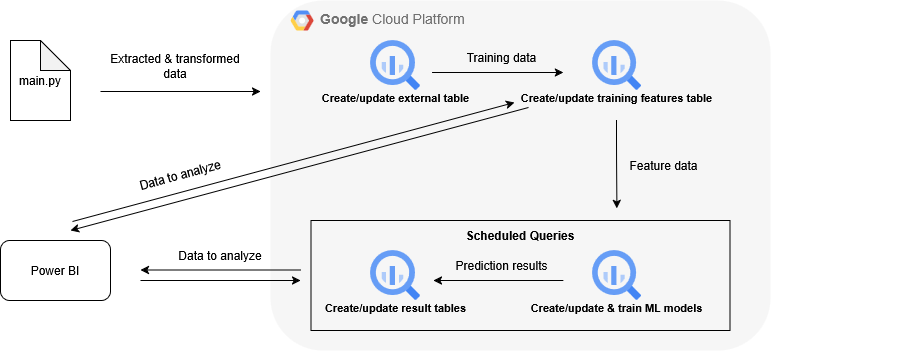 Google Cloud Platform
main.py
Extracted & transformed
data
Training data
Create/update external table
Create/update training features table
Data to analyze
Feature data
Scheduled Queries
Power BI
Data to analyze
Prediction results
Create/update result tables
Create/update & train ML models